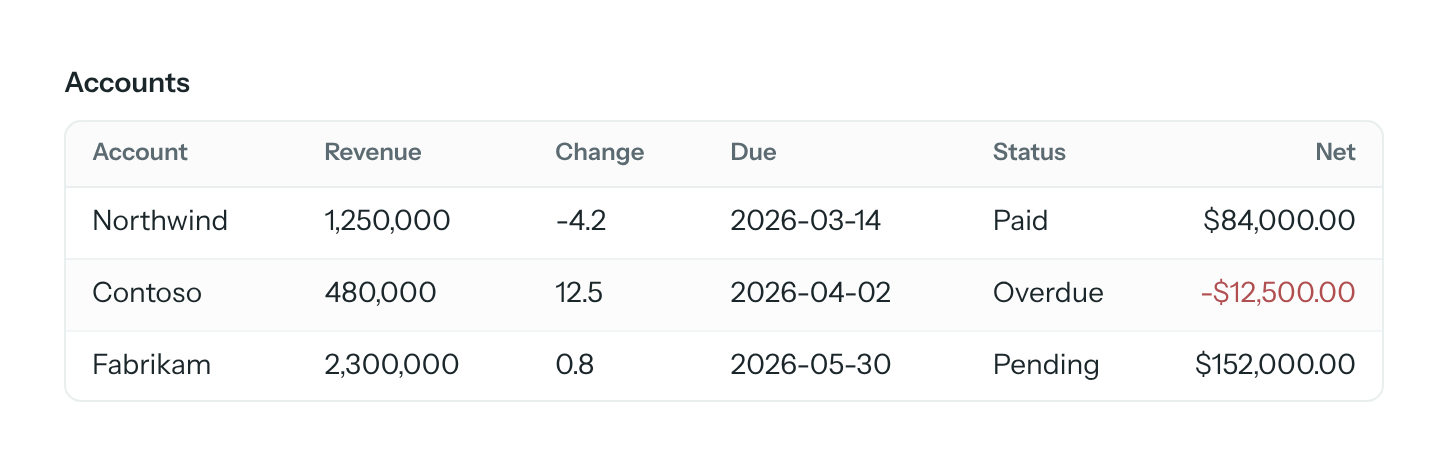 Accounts
Account Revenue Change Due Status Net
Northwind 1,250,000 -4.2 2026-03-14 Paid $84,000.00
Contoso 480,000 12.5 2026-04-02 Overdue -$12,500.00
Fabrikam 2,300,000 0.8 2026-05-30 Pending $152,000.00